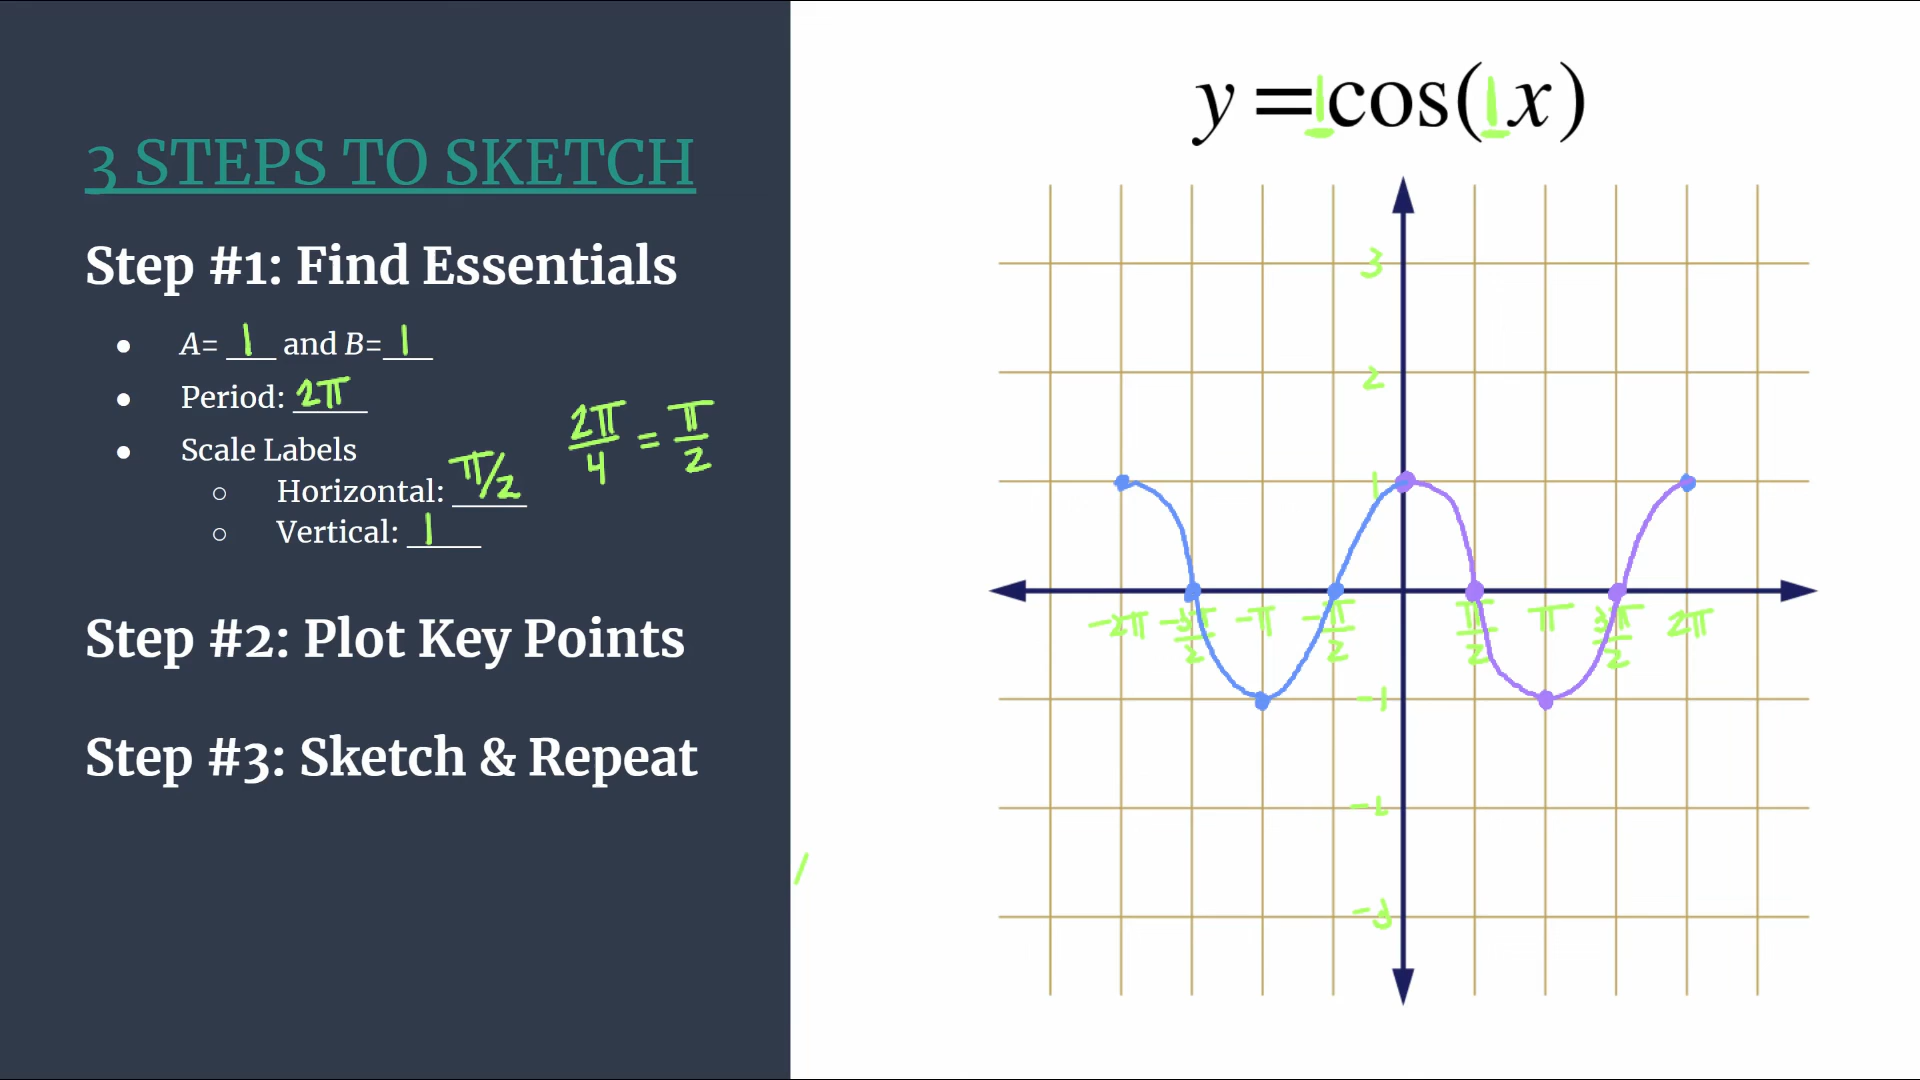 3 STEPS TO SKETCH
Step #1: Find Essentials
● A= 1 and B= 1
● Period: 2π
● Scale Labels
○ Horizontal: π/2
○ Vertical: 1
2π/4 = π/2
Step #2: Plot Key Points
Step #3: Sketch & Repeat
y = 1cos(1x)
3
2
1
-2π -3π/2 -π -π/2 π/2 π 3π/2 2π
-1
-2
-3